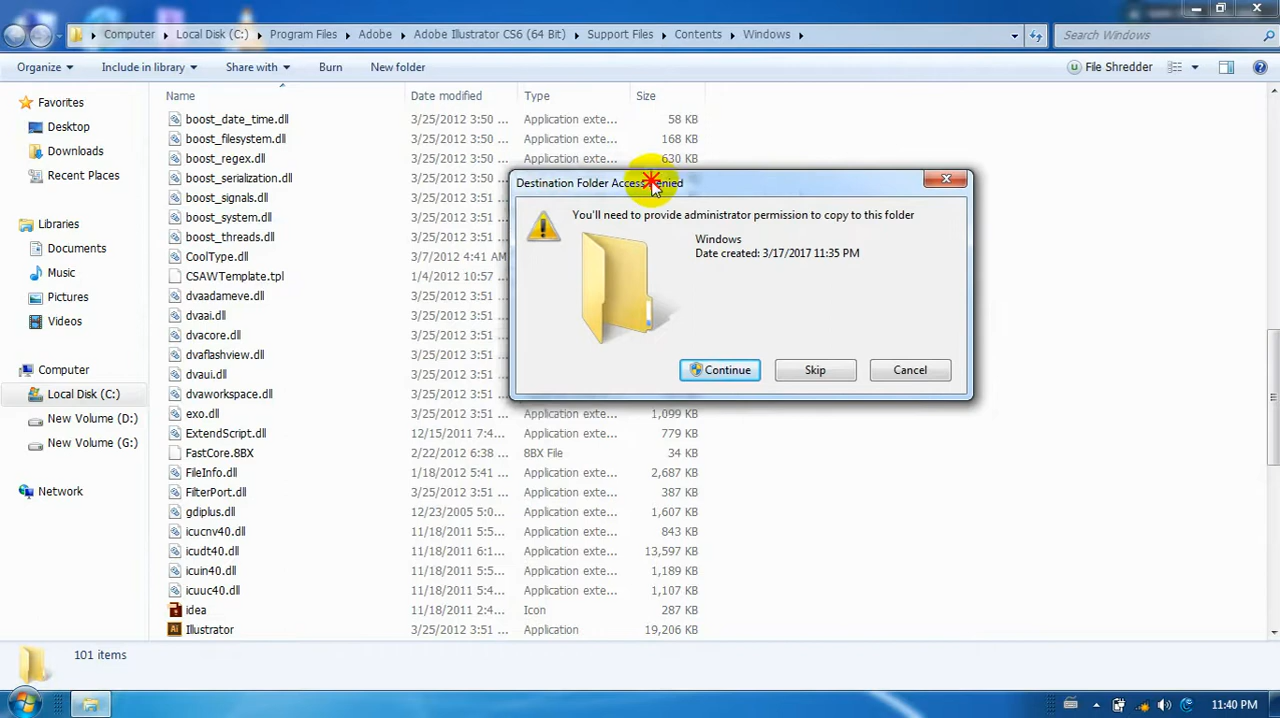 Computer Local Disk (C:) Program Files Adobe Adobe Illustrator CS6 (64 Bit) Support Files Contents Windows Search Windows
Organize Include in library Share with Burn New folder File Shredder
Favorites
Desktop
Downloads
Recent Places
Libraries
Documents
Music
Pictures
Videos
Computer
Local Disk (C:)
New Volume (D:)
New Volume (G:)
Network
Name Date modified Type Size
boost_date_time.dll 3/25/2012 3:50 ... Application exte... 58 KB
boost_filesystem.dll 3/25/2012 3:50 ... Application exte... 168 KB
boost_regex.dll 3/25/2012 3:50 ... Application exte... 630 KB
boost_serialization.dll 3/25/2012 3:50 ...
boost_signals.dll 3/25/2012 3:50 ...
boost_system.dll 3/25/2012 3:50 ...
boost_threads.dll 3/25/2012 3:50 ...
CoolType.dll 3/7/2012 4:41 AM
CSAWTemplate.tpl 1/4/2012 10:57 ...
dvaadameve.dll 3/25/2012 3:51 ...
dvaai.dll 3/25/2012 3:51 ...
dvacore.dll 3/25/2012 3:51 ...
dvaflashview.dll 3/25/2012 3:51 ...
dvaui.dll 3/25/2012 3:51 ...
dvaworkspace.dll 3/25/2012 3:51 ...
exo.dll 3/25/2012 3:51 ... Application exte... 1,099 KB
ExtendScript.dll 12/15/2011 7:4... Application exte... 779 KB
FastCore.8BX 2/22/2012 6:38 ... 8BX File 34 KB
FileInfo.dll 1/18/2012 5:41 ... Application exte... 2,687 KB
FilterPort.dll 3/25/2012 3:51 ... Application exte... 387 KB
gdiplus.dll 12/23/2005 5:0... Application exte... 1,607 KB
icucnv40.dll 11/18/2011 5:5... Application exte... 843 KB
icudt40.dll 11/18/2011 6:1... Application exte... 13,597 KB
icuin40.dll 11/18/2011 5:5... Application exte... 1,189 KB
icuuc40.dll 11/18/2011 5:4... Application exte... 1,107 KB
idea 11/18/2011 2:4... Icon 287 KB
Illustrator 3/25/2012 3:51 ... Application 19,206 KB
Destination Folder Access Denied
You'll need to provide administrator permission to copy to this folder
Windows
Date created: 3/17/2017 11:35 PM
Continue Skip Cancel
101 items
11:40 PM